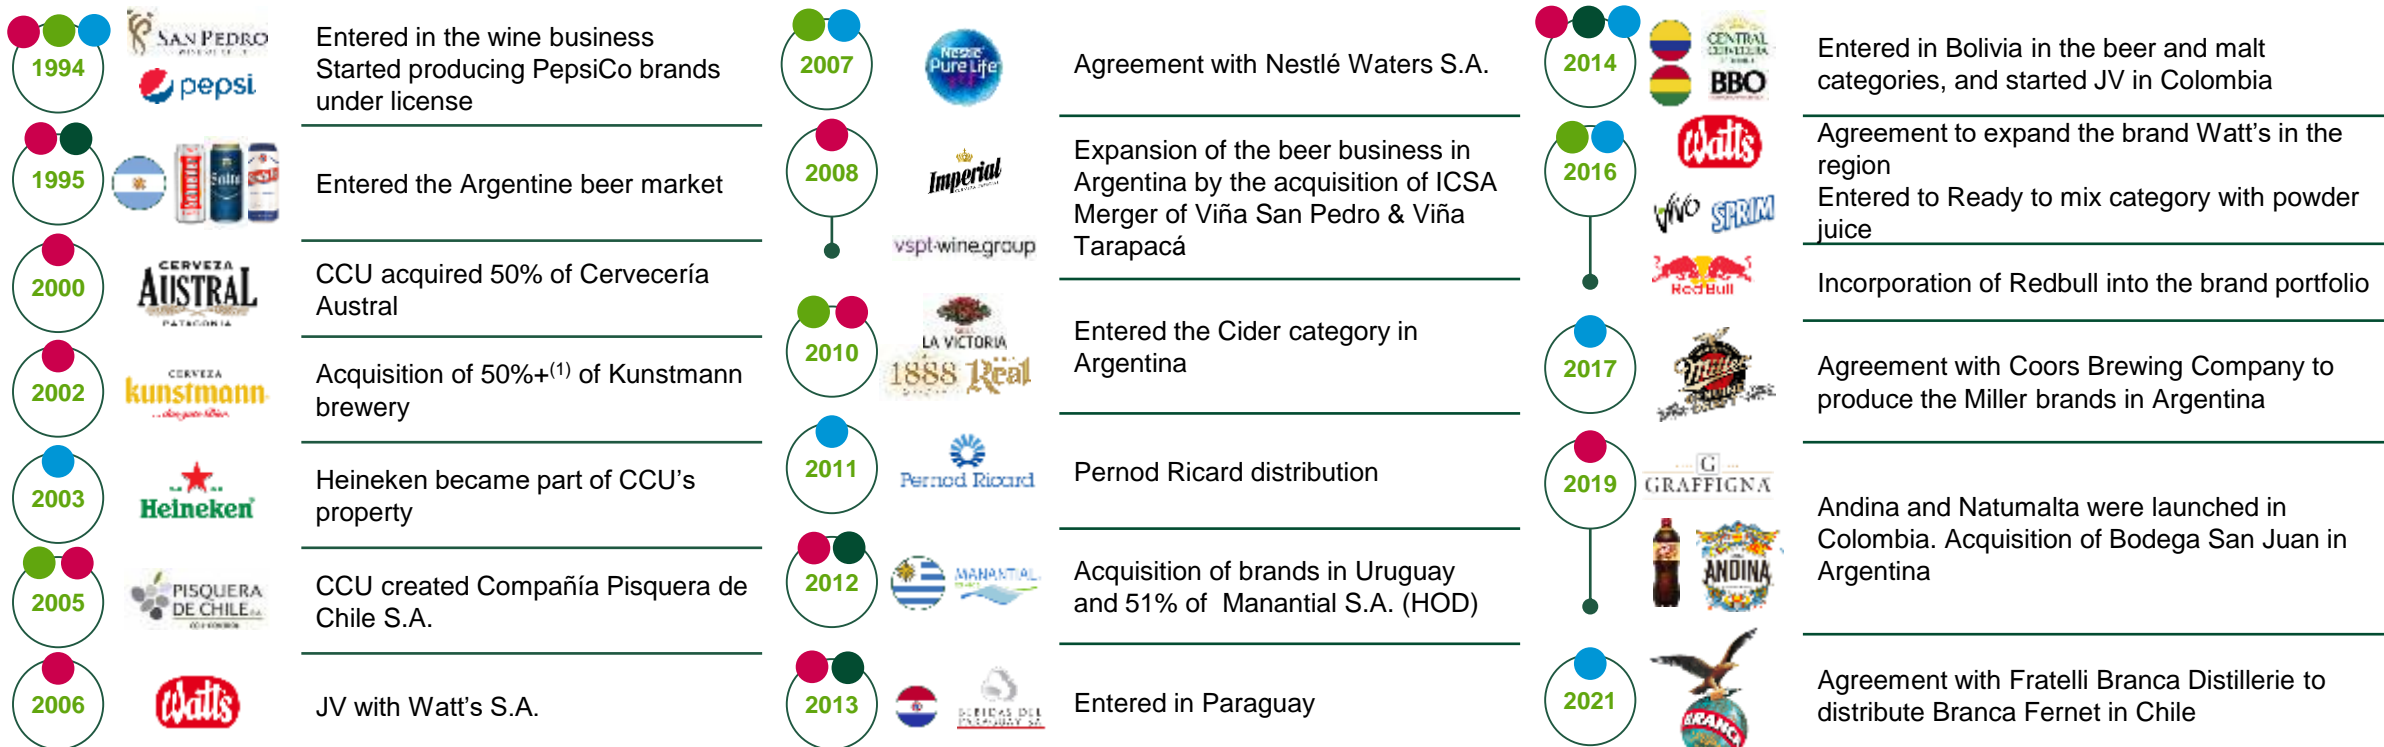 1994
SAN PEDRO
pepsi
Entered in the wine business
Started producing PepsiCo brands
under license
1995
Salta
Entered the Argentine beer market
2000
CERVEZA
AUSTRAL
PATAGONIA
CCU acquired 50% of Cervecería
Austral
2002
CERVEZA
kunstmann
Acquisition of 50%+(1) of Kunstmann
brewery
2003
Heineken
Heineken became part of CCU’s
property
2005
PISQUERA
DE CHILE
CCU created Compañía Pisquera de
Chile S.A.
2006
Watt's
JV with Watt’s S.A.
2007
Nestlé
Pure Life
Agreement with Nestlé Waters S.A.
2008
Imperial
vspt·wine.group
Expansion of the beer business in
Argentina by the acquisition of ICSA
Merger of Viña San Pedro & Viña
Tarapacá
2010
LA VICTORIA
1888 Real
Entered the Cider category in
Argentina
2011
Pernod Ricard
Pernod Ricard distribution
2012
MANANTIAL
Acquisition of brands in Uruguay
and 51% of  Manantial S.A. (HOD)
2013
BEBIDAS DEL
PARAGUAY SA
Entered in Paraguay
2014
CENTRAL
CERVECERA
BBO
Entered in Bolivia in the beer and malt
categories, and started JV in Colombia
2016
Watt's
Vivo SPRIM
Red Bull
Agreement to expand the brand Watt’s in the
region
Entered to Ready to mix category with powder
juice
Incorporation of Redbull into the brand portfolio
2017
Miller
GENUINE
Agreement with Coors Brewing Company to
produce the Miller brands in Argentina
2019
G
GRAFFIGNA
ANDINA
Andina and Natumalta were launched in
Colombia. Acquisition of Bodega San Juan in
Argentina
2021
BRANCA
Agreement with Fratelli Branca Distillerie to
distribute Branca Fernet in Chile